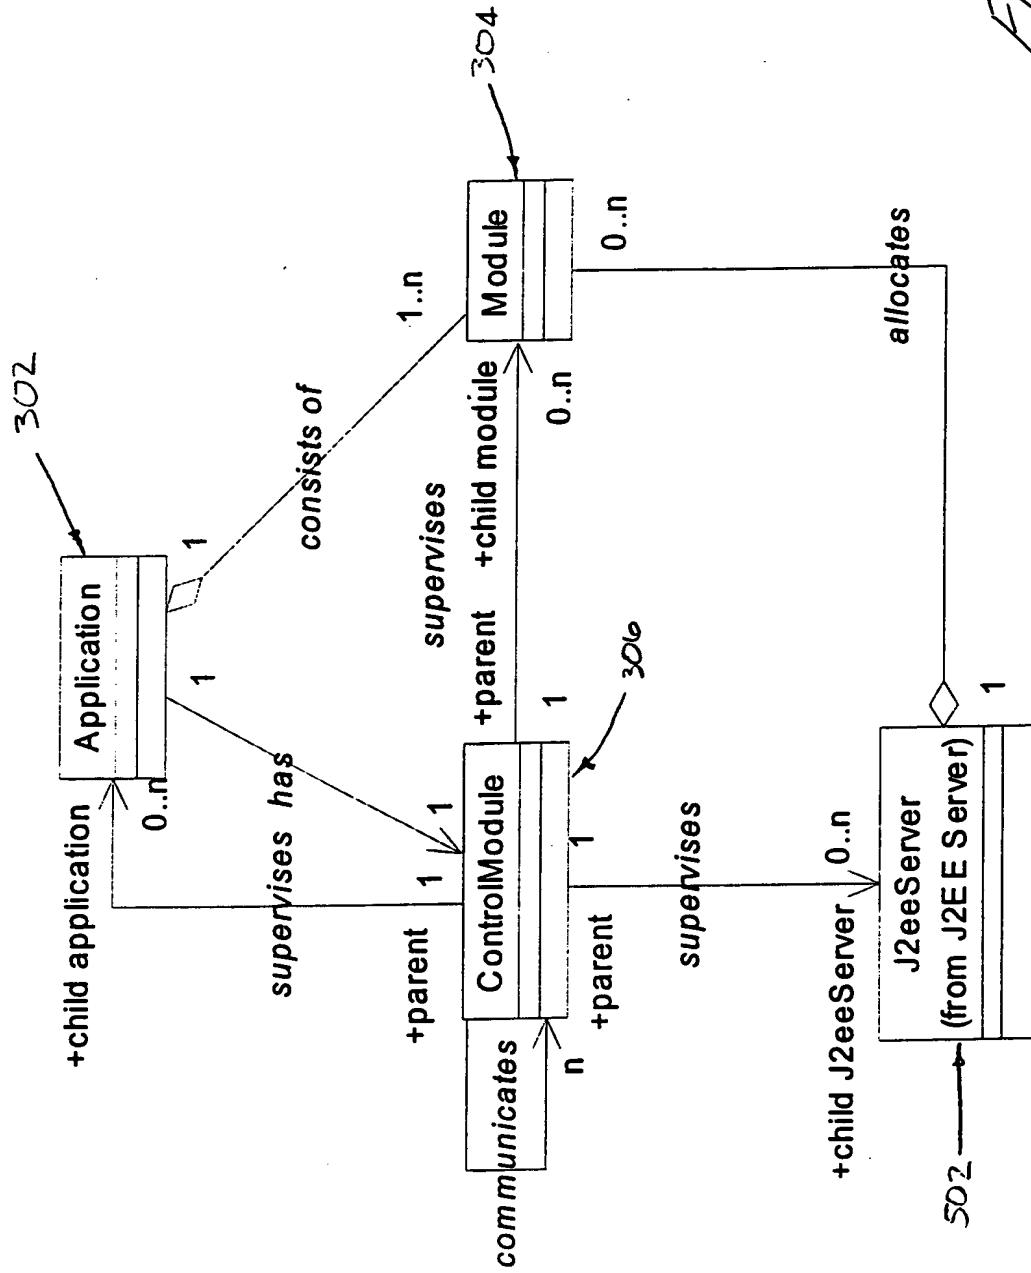 302
Application
+child application
0..n
1
1
consists of
1..n
supervises has
304
Module
supervises
+parent
+child module
0..n
0..n
+parent
1
1
ControlModule
1
306
communicates
n
+parent
1
supervises
+child J2eeServer
0..n
allocates
J2eeServer
(from J2EE Server)
1
502